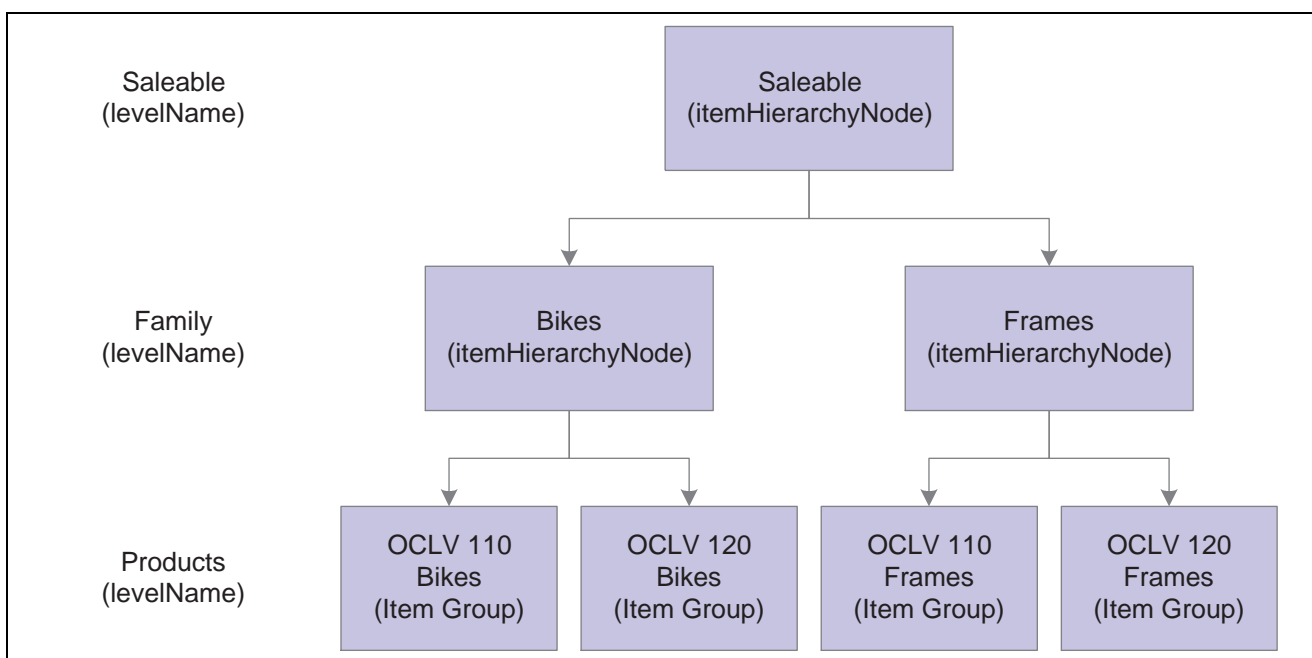 Saleable
(levelName)
Saleable
(itemHierarchyNode)
Family
(levelName)
Bikes
(itemHierarchyNode)
Frames
(itemHierarchyNode)
Products
(levelName)
OCLV 110
Bikes
(Item Group)
OCLV 120
Bikes
(Item Group)
OCLV 110
Frames
(Item Group)
OCLV 120
Frames
(Item Group)